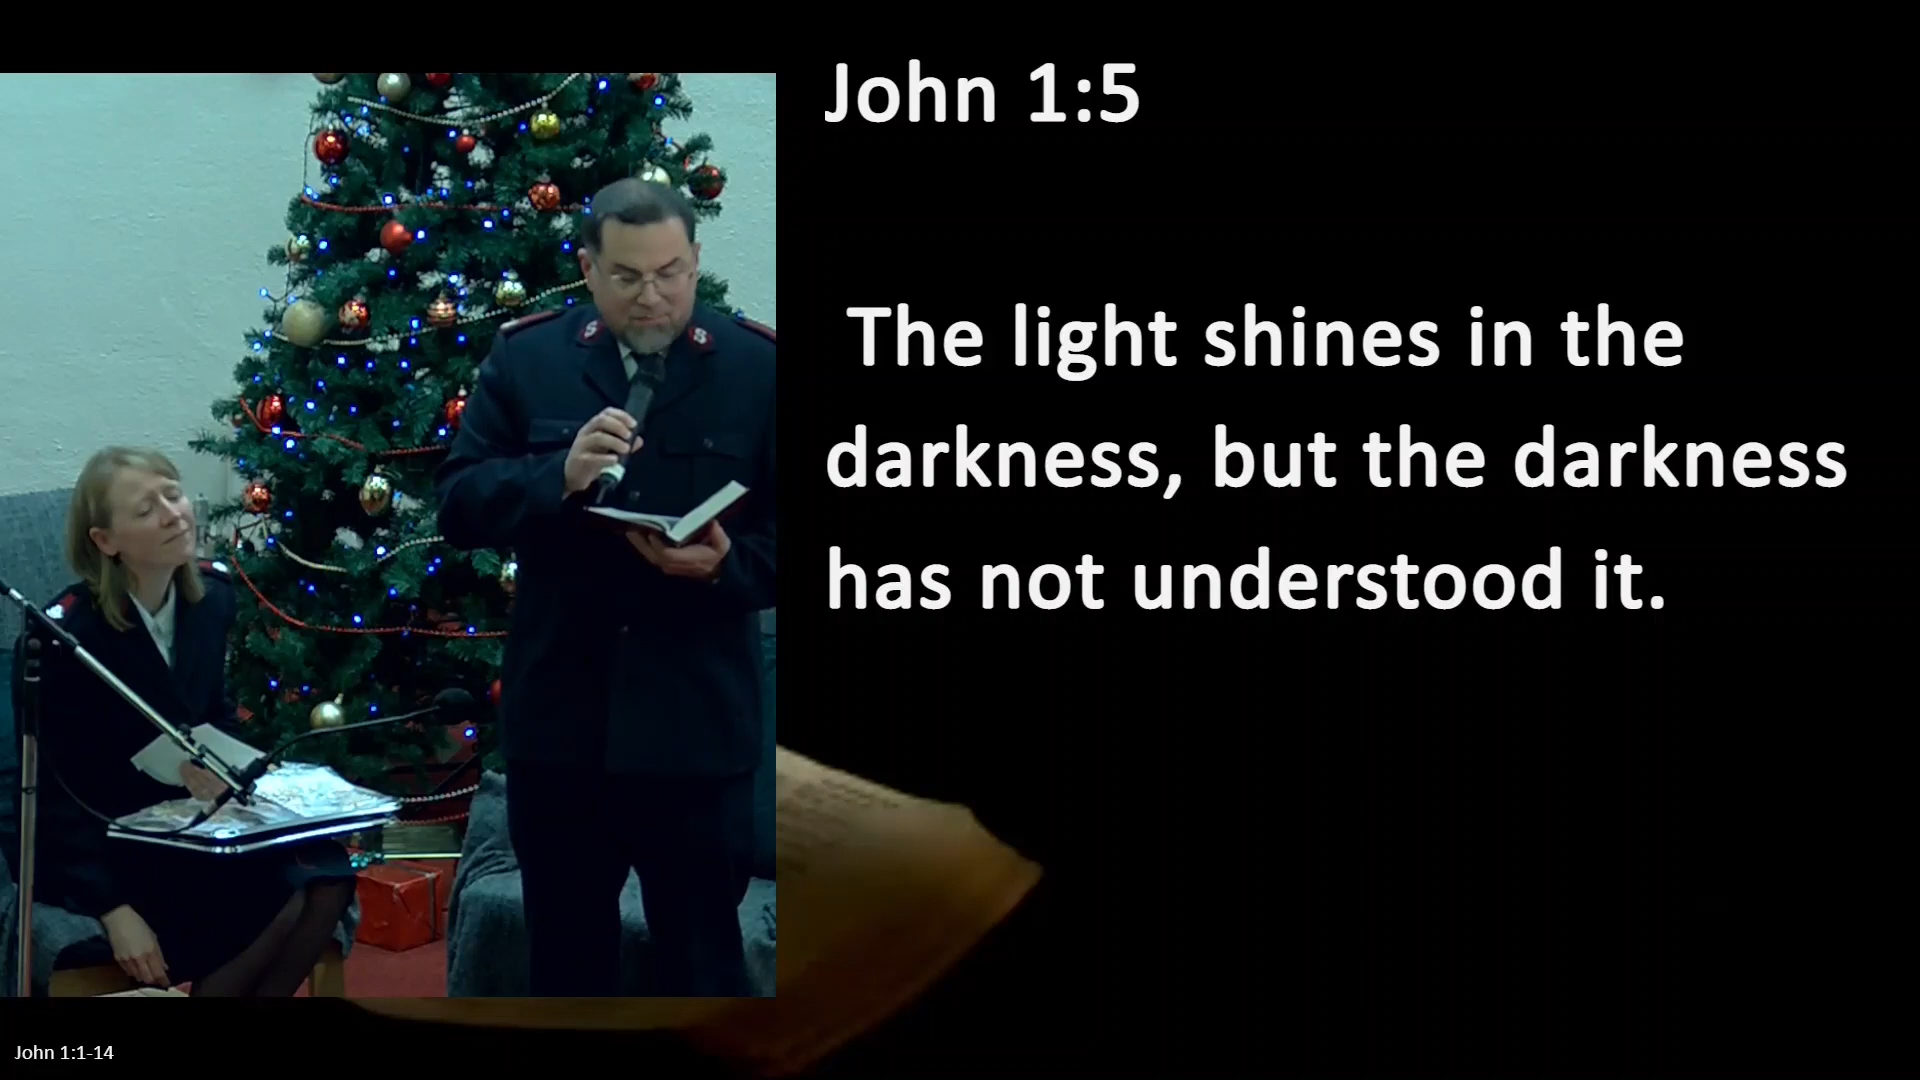 John 1:5
The light shines in the
darkness, but the darkness
has not understood it.
S S
John 1:1-14